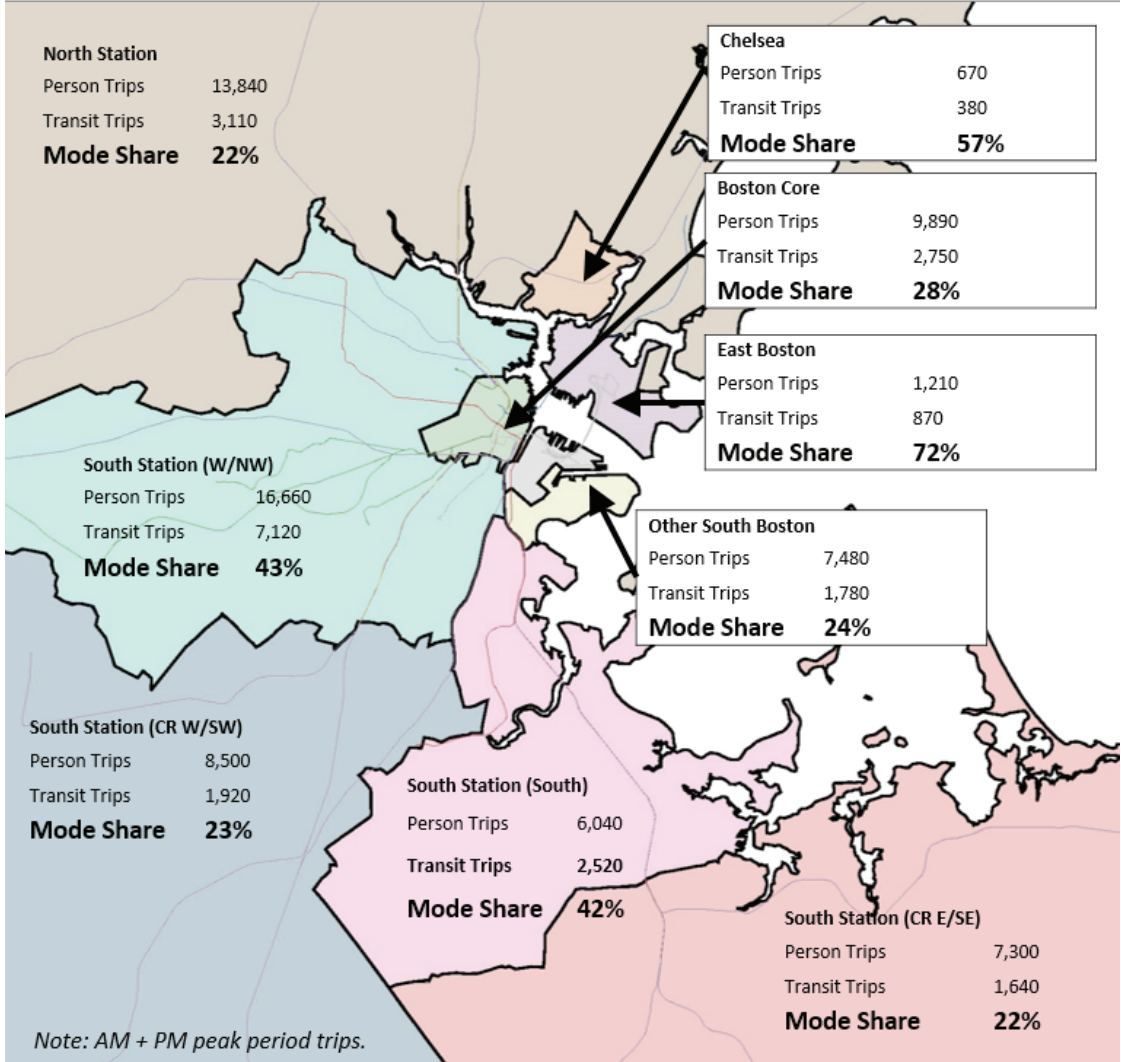 North Station
Person Trips 13,840
Transit Trips 3,110
Mode Share 22%
Chelsea
Person Trips 670
Transit Trips 380
Mode Share 57%
Boston Core
Person Trips 9,890
Transit Trips 2,750
Mode Share 28%
East Boston
Person Trips 1,210
Transit Trips 870
Mode Share 72%
South Station (W/NW)
Person Trips 16,660
Transit Trips 7,120
Mode Share 43%
Other South Boston
Person Trips 7,480
Transit Trips 1,780
Mode Share 24%
South Station (CR W/SW)
Person Trips 8,500
Transit Trips 1,920
Mode Share 23%
South Station (South)
Person Trips 6,040
Transit Trips 2,520
Mode Share 42%
South Station (CR E/SE)
Person Trips 7,300
Transit Trips 1,640
Mode Share 22%
Note: AM + PM peak period trips.